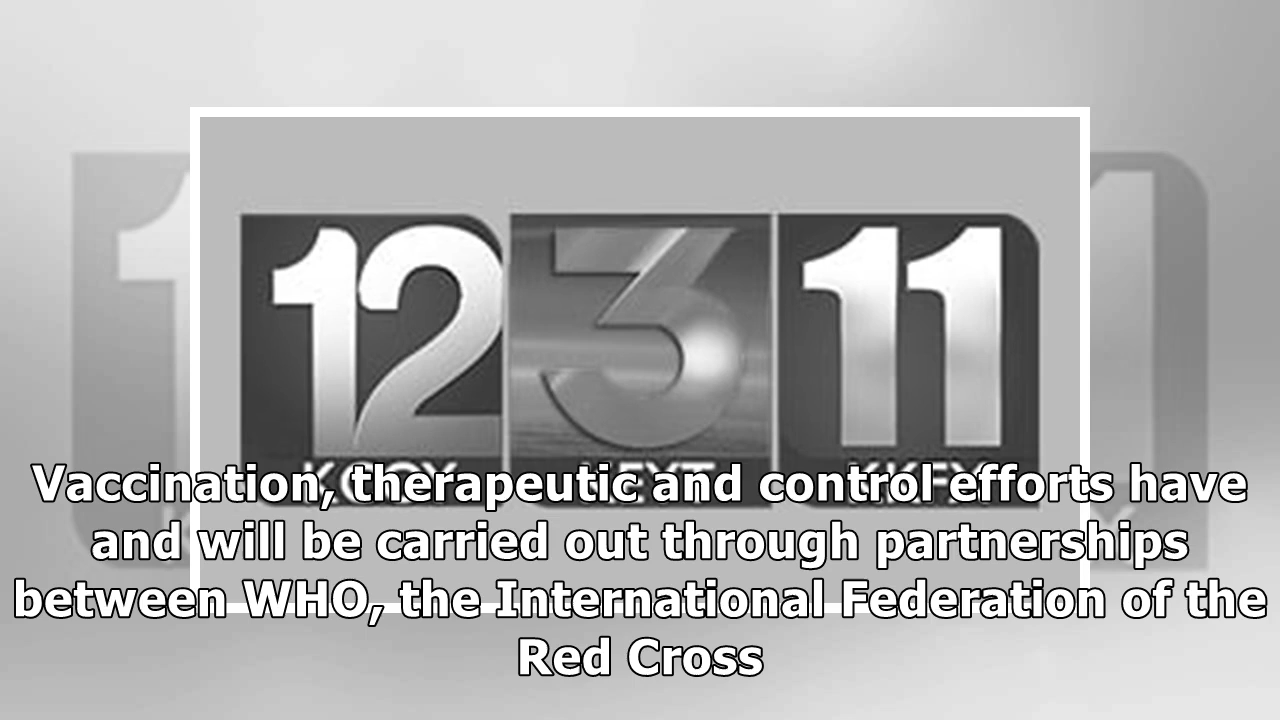 12 3 11
Vaccination, therapeutic and control efforts have
and will be carried out through partnerships
between WHO, the International Federation of the
Red Cross